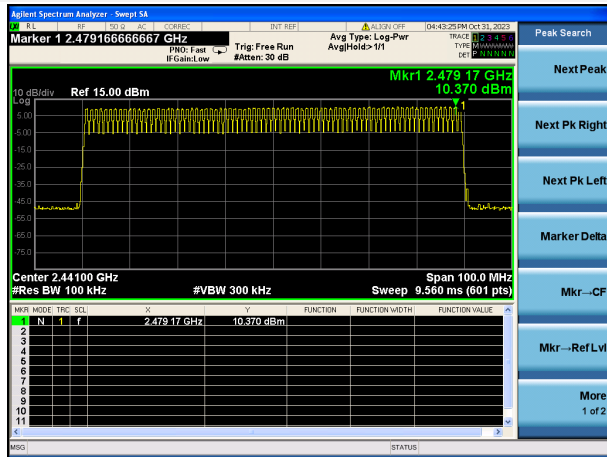 Agilent Spectrum Analyzer - Swept SA
RL RF 50 Ω AC CORREC INT REF ALIGN OFF 04:43:25 PM Oct 31, 2023
Marker 1 2.479166666667 GHz
PNO: Fast
IFGain:Low
Trig: Free Run
#Atten: 30 dB
Avg Type: Log-Pwr
Avg|Hold:>1/1
TRACE 1 2 3 4 5 6
TYPE M
DET P N N N N N
Peak Search
Next Peak
Next Pk Right
Next Pk Left
Marker Delta
Mkr→CF
Mkr→Ref Lvl
More
1 of 2
Mkr1 2.479 17 GHz
10.370 dBm
10 dB/div Ref 15.00 dBm
Log
1
5.00
-5.00
-15.0
-25.0
-35.0
-45.0
-55.0
-65.0
-75.0
Center 2.44100 GHz Span 100.0 MHz
#Res BW 100 kHz #VBW 300 kHz Sweep 9.560 ms (601 pts)
MKR MODE TRC SCL X Y FUNCTION FUNCTION WIDTH FUNCTION VALUE
1 N 1 f 2.479 17 GHz 10.370 dBm
2
3
4
5
6
7
8
9
10
11
MSG STATUS